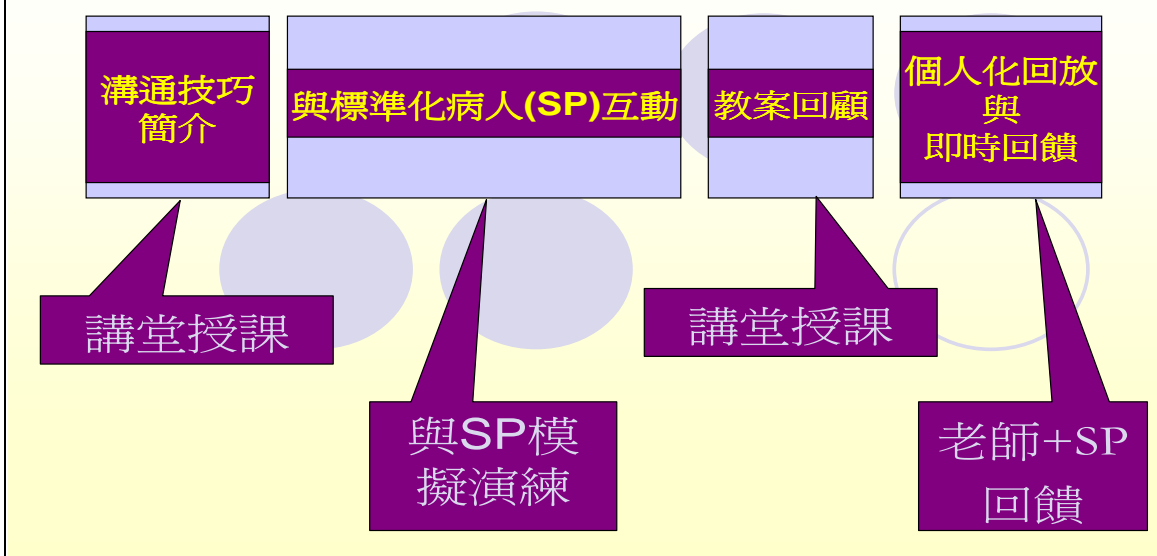 溝通技巧
簡介
與標準化病人(SP)互動
教案回顧
個人化回放
與
即時回饋
講堂授課
與SP模
擬演練
講堂授課
老師+SP
回饋